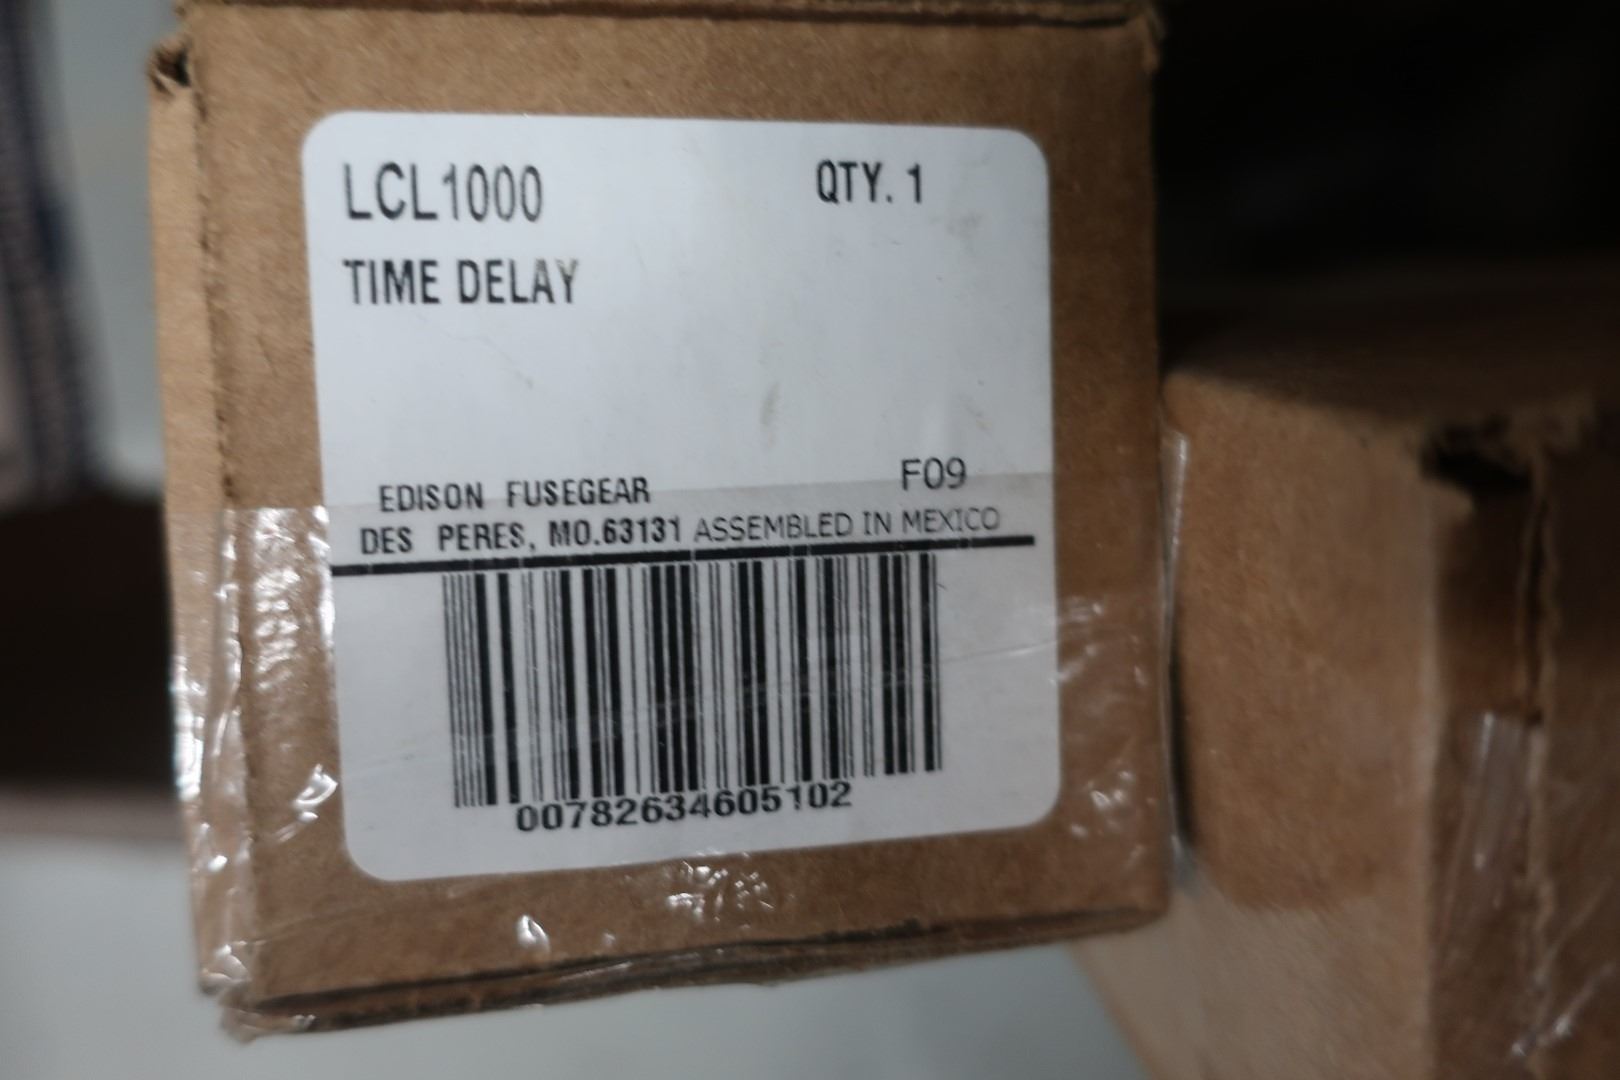 LCL1000 QTY. 1
TIME DELAY
EDISON FUSEGEAR F09
DES PERES, MO.63131 ASSEMBLED IN MEXICO
00782634605102